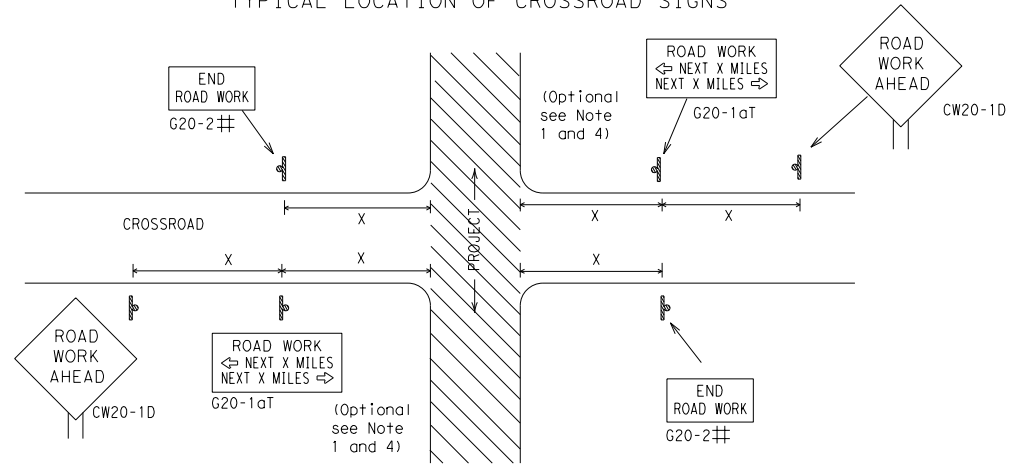 TYPICAL LOCATION OF CROSSROAD SIGNS
END
ROAD WORK
G20-2#
(Optional
see Note
1 and 4)
ROAD WORK
⇦ NEXT X MILES
NEXT X MILES ⇨
G20-1aT
ROAD
WORK
AHEAD
CW20-1D
X
X
X
CROSSROAD
PROJECT
X
X
X
ROAD
WORK
AHEAD
CW20-1D
ROAD WORK
⇦ NEXT X MILES
NEXT X MILES ⇨
G20-1aT
(Optional
see Note
1 and 4)
END
ROAD WORK
G20-2#